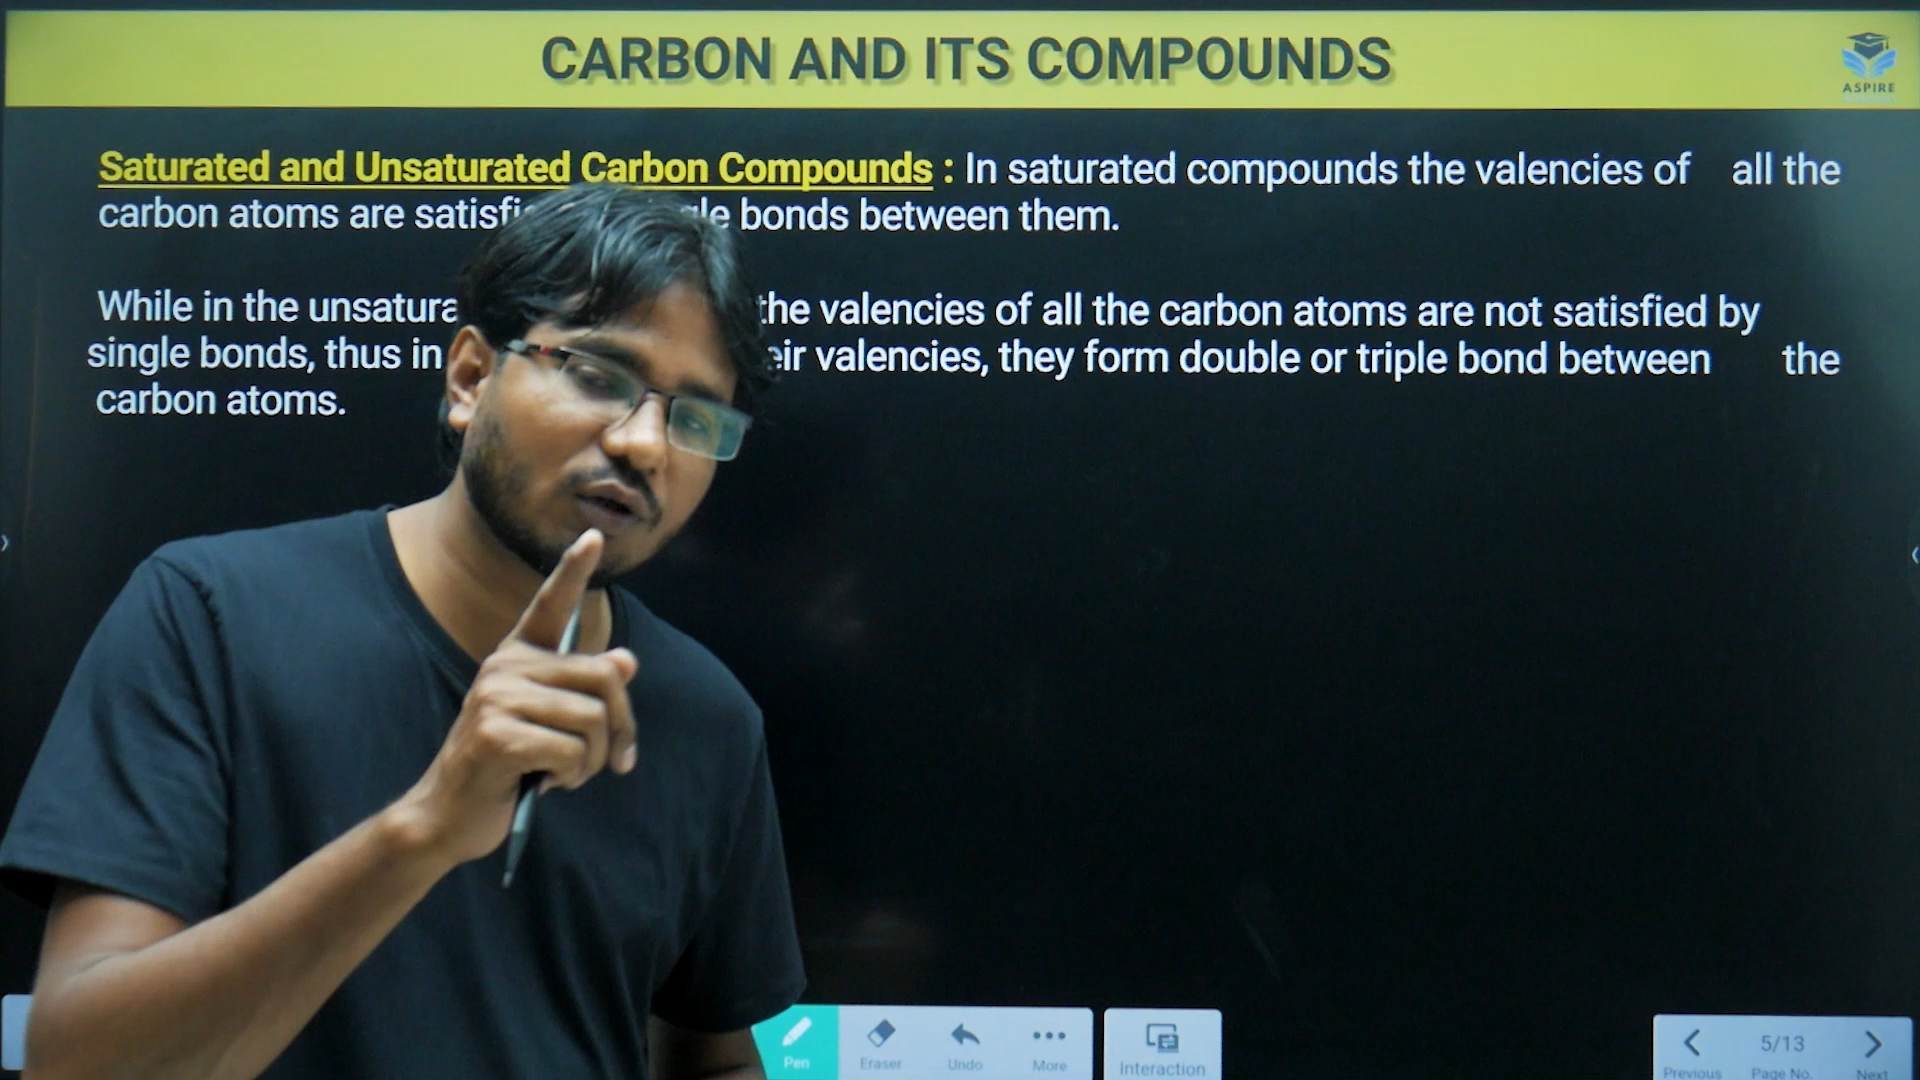 CARBON AND ITS COMPOUNDS
ASPIRE
Saturated and Unsaturated Carbon Compounds : In saturated compounds the valencies of all the
carbon atoms are bonds between them.
While in the the valencies of all the carbon atoms are not satisfied by
single bonds, thus in valencies, they form double or triple bond between the
carbon atoms.
Pen
Eraser
Undo
More
Interaction
5/13
Previous
Page No.
Next